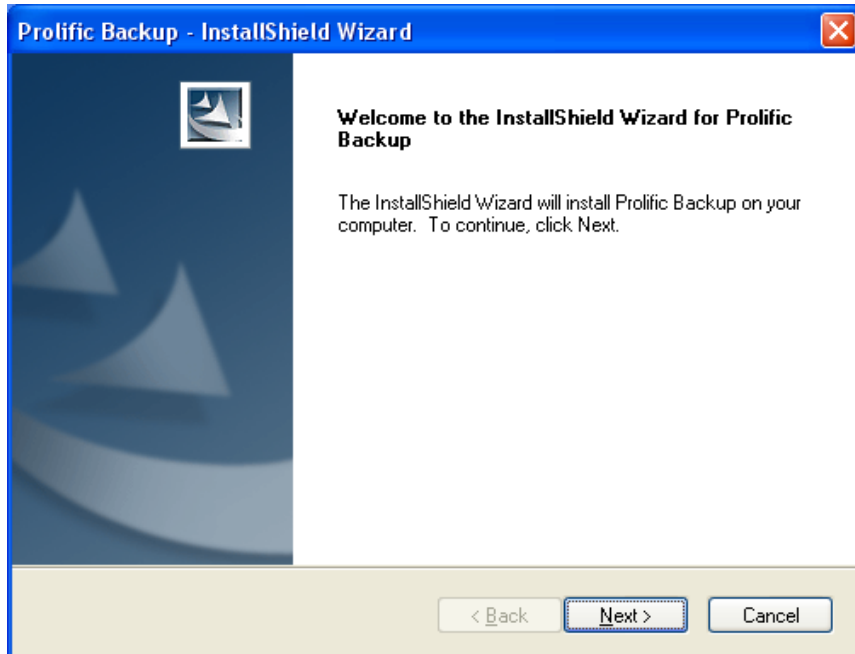 Prolific Backup - InstallShield Wizard
Welcome to the InstallShield Wizard for Prolific
Backup
The InstallShield Wizard will install Prolific Backup on your
computer. To continue, click Next.
< Back
Next >
Cancel